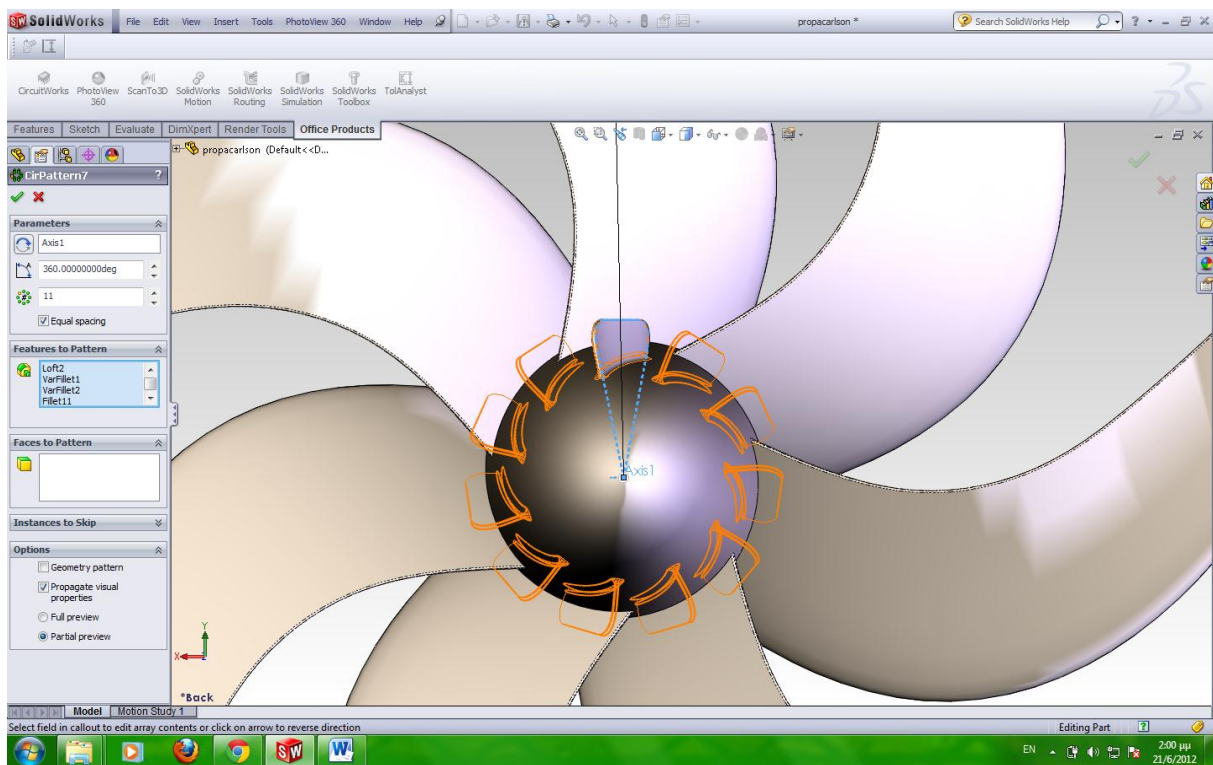 SolidWorks File Edit View Insert Tools PhotoView 360 Window Help propacarlson * Search SolidWorks Help
CircuitWorks PhotoView 360 ScanTo3D SolidWorks Motion SolidWorks Routing SolidWorks Simulation SolidWorks Toolbox TolAnalyst
Features Sketch Evaluate DimXpert Render Tools Office Products
propacarlson (Default<<D...
CirPattern7 ?
Parameters
Axis1
360.00000000deg
11
Equal spacing
Features to Pattern
Loft2
VarFillet1
VarFillet2
Fillet11
Faces to Pattern
Instances to Skip
Options
Geometry pattern
Propagate visual
properties
Full preview
Partial preview
Axis1
Y
X
*Back
Model Motion Study 1
Select field in callout to edit array contents or click on arrow to reverse direction Editing Part
EN 2:00 μμ
21/6/2012